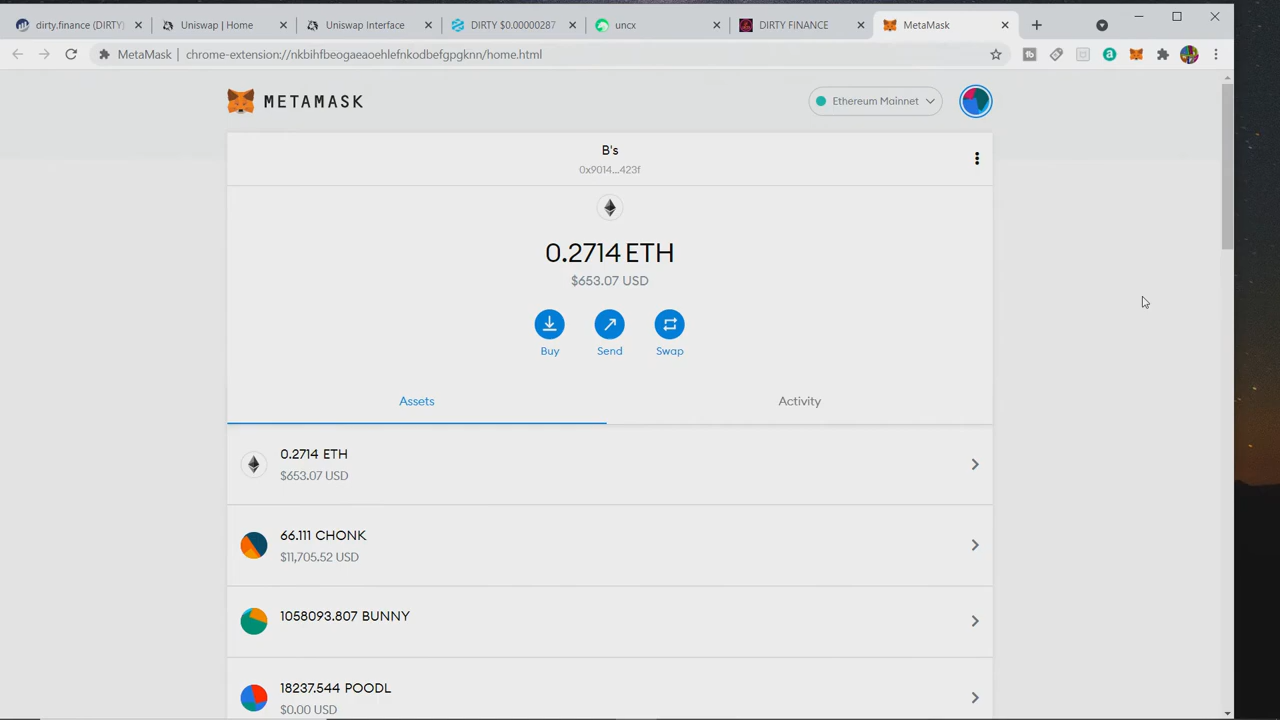 dirty.finance (DIRTY)
Uniswap | Home
Uniswap Interface
DIRTY $0.00000287
uncx
DIRTY FINANCE
MetaMask
MetaMask | chrome-extension://nkbihfbeogaeaoehlefnkodbefgpgknn/home.html
METAMASK
Ethereum Mainnet
B's
0x9014...423f
0.2714 ETH
$653.07 USD
Buy
Send
Swap
Assets
Activity
0.2714 ETH
$653.07 USD
66.111 CHONK
$11,705.52 USD
1058093.807 BUNNY
18237.544 POODL
$0.00 USD